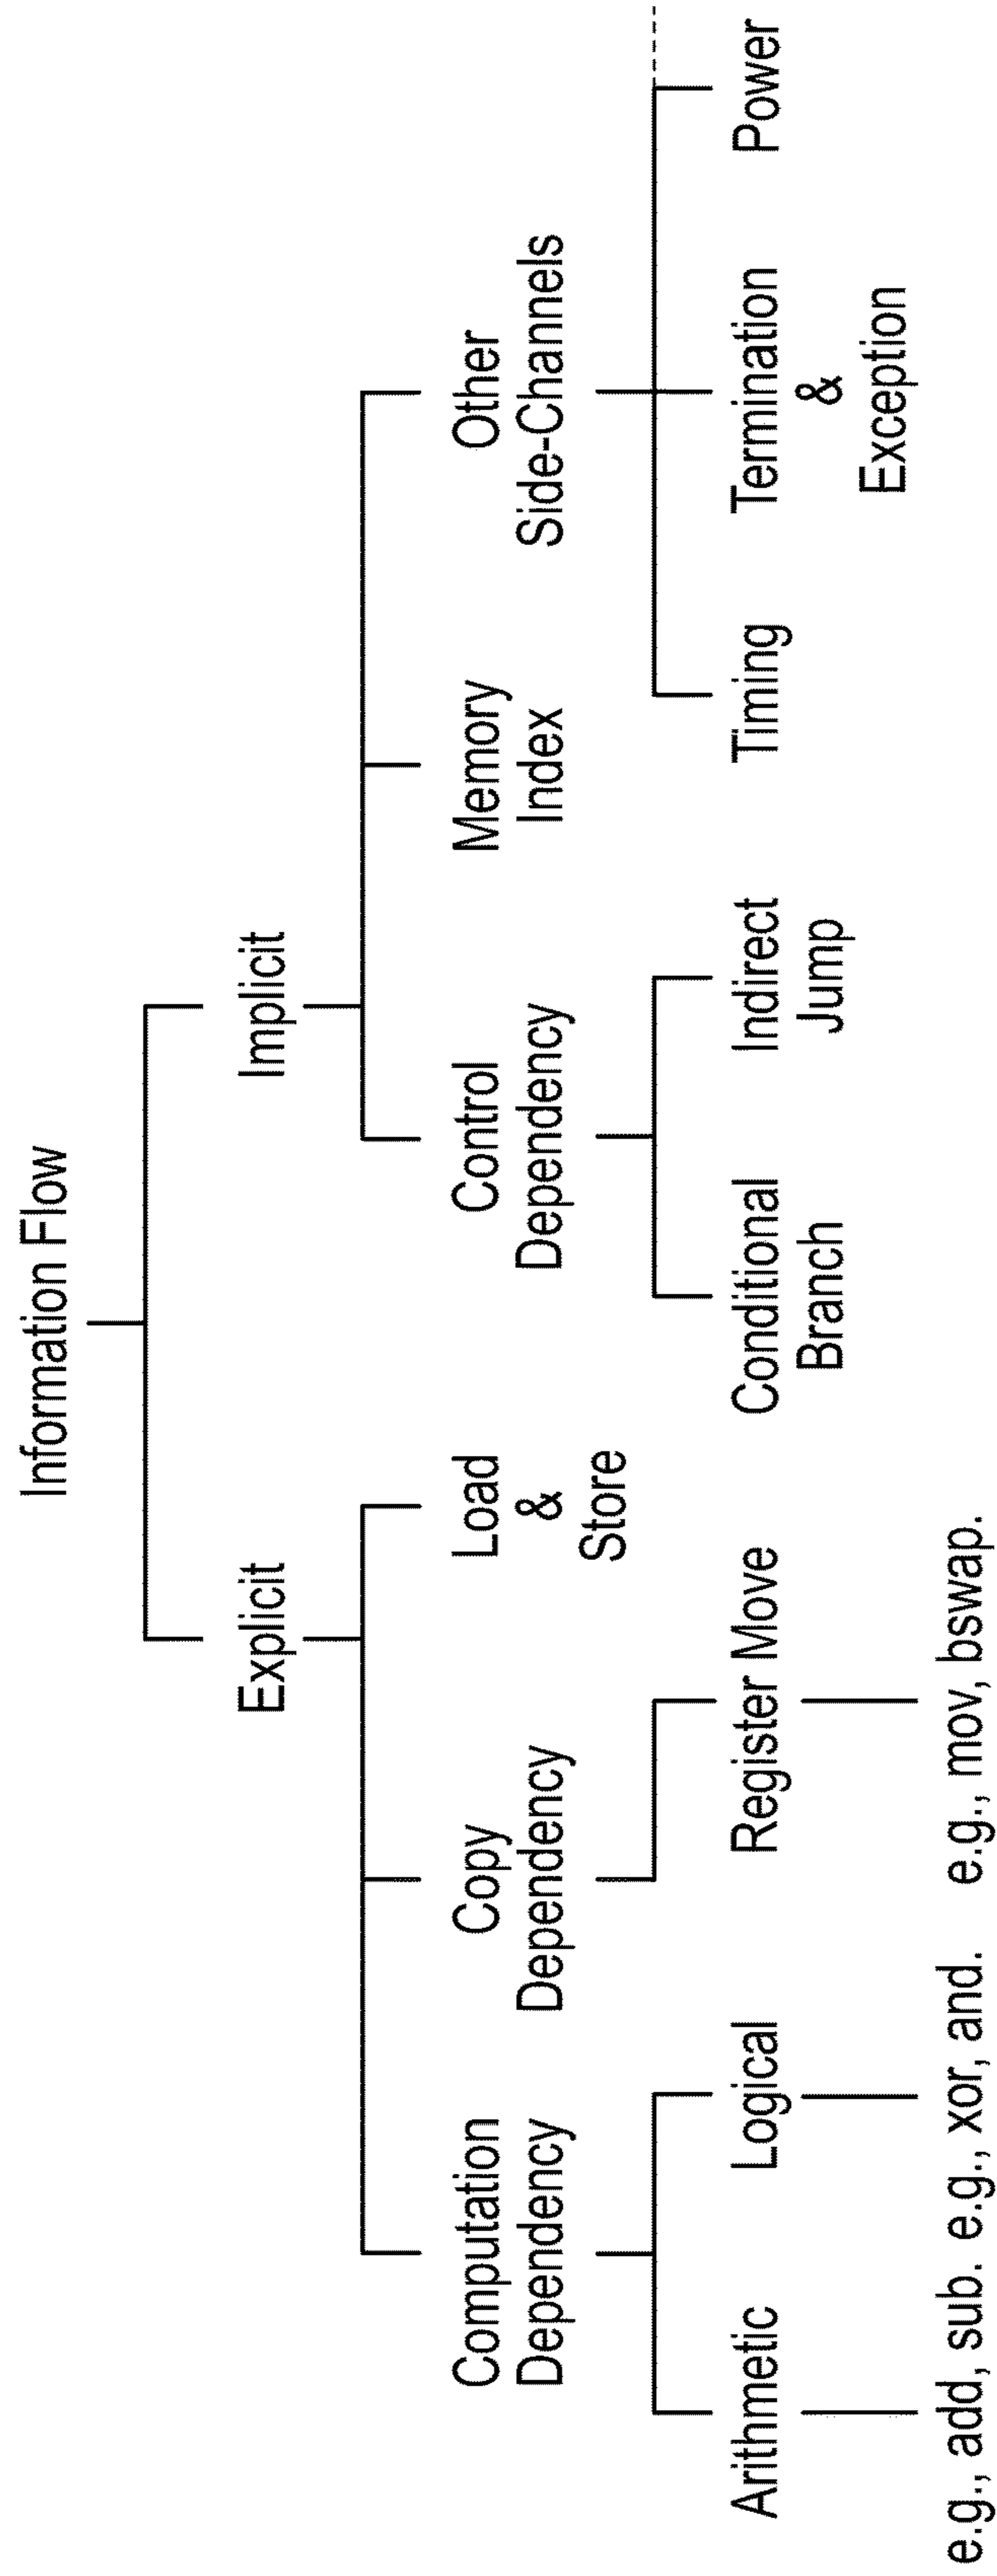 Information Flow
Explicit
Implicit
Computation
Dependency
Copy
Dependency
Load
&
Store
Control
Dependency
Memory
Index
Other
Side-Channels
Arithmetic
Logical
Register Move
Conditional
Branch
Indirect
Jump
Timing
Termination
&
Exception
Power
e.g., add, sub.
e.g., xor, and.
e.g., mov, bswap.